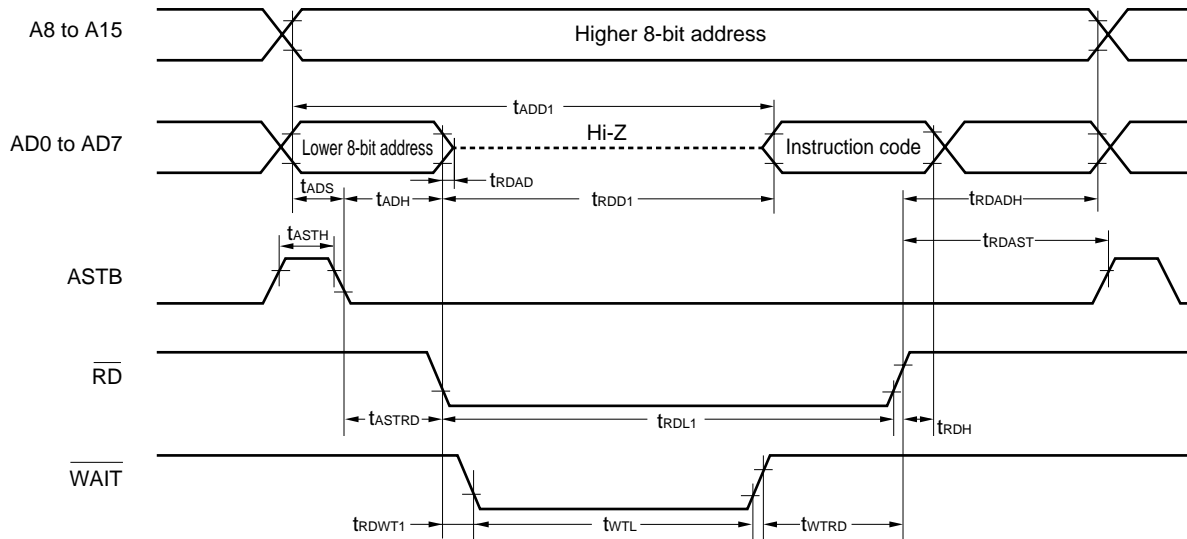 A8 to A15
Higher 8-bit address
tADD1
AD0 to AD7
Lower 8-bit address
Hi-Z
Instruction code
tADS
tADH
tRDAD
tRDD1
tRDADH
tASTH
tRDAST
ASTB
RD
tASTRD
tRDL1
tRDH
WAIT
tRDWT1
tWTL
tWTRD